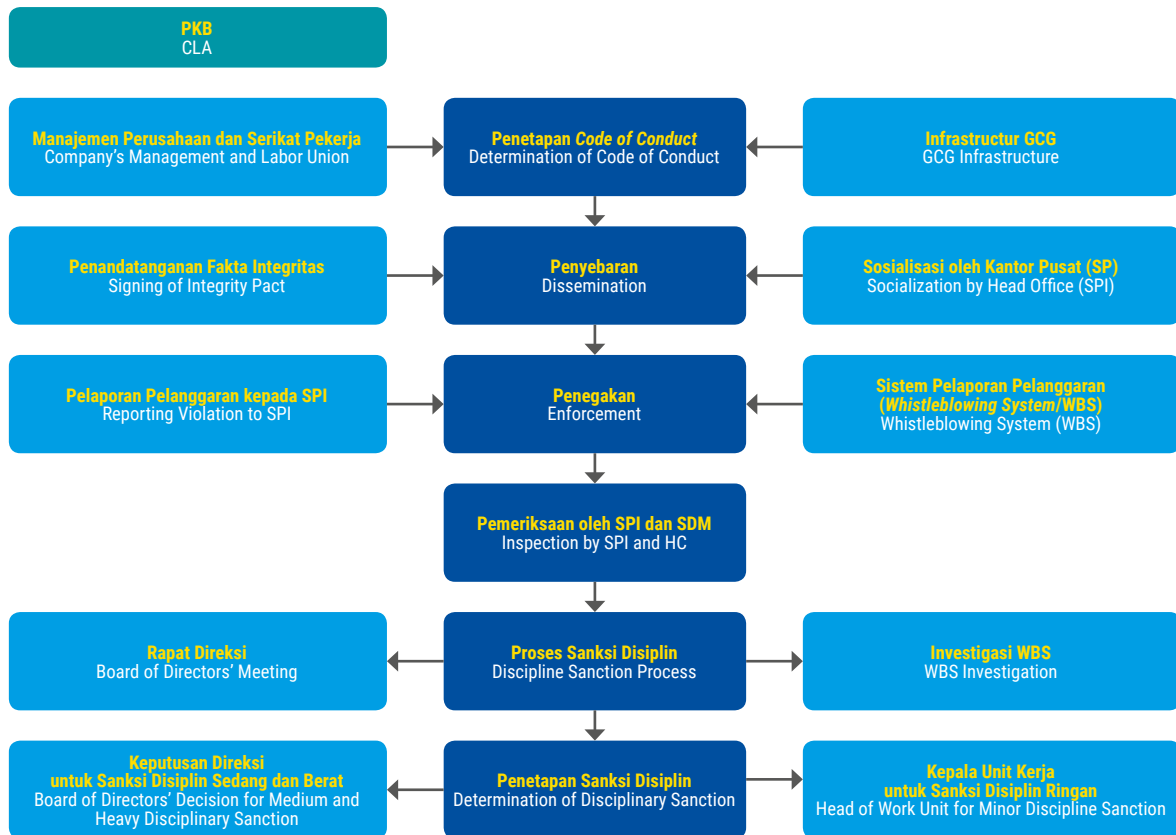 PKB
CLA
Manajemen Perusahaan dan Serikat Pekerja
Company's Management and Labor Union
Penetapan Code of Conduct
Determination of Code of Conduct
Infrastructur GCG
GCG Infrastructure
Penandatanganan Fakta Integritas
Signing of Integrity Pact
Penyebaran
Dissemination
Sosialisasi oleh Kantor Pusat (SP)
Socialization by Head Office (SPI)
Pelaporan Pelanggaran kepada SPI
Reporting Violation to SPI
Penegakan
Enforcement
Sistem Pelaporan Pelanggaran
(Whistleblowing System/WBS)
Whistleblowing System (WBS)
Pemeriksaan oleh SPI dan SDM
Inspection by SPI and HC
Rapat Direksi
Board of Directors' Meeting
Proses Sanksi Disiplin
Discipline Sanction Process
Investigasi WBS
WBS Investigation
Keputusan Direksi
untuk Sanksi Disiplin Sedang dan Berat
Board of Directors' Decision for Medium and
Heavy Disciplinary Sanction
Penetapan Sanksi Disiplin
Determination of Disciplinary Sanction
Kepala Unit Kerja
untuk Sanksi Disiplin Ringan
Head of Work Unit for Minor Discipline Sanction